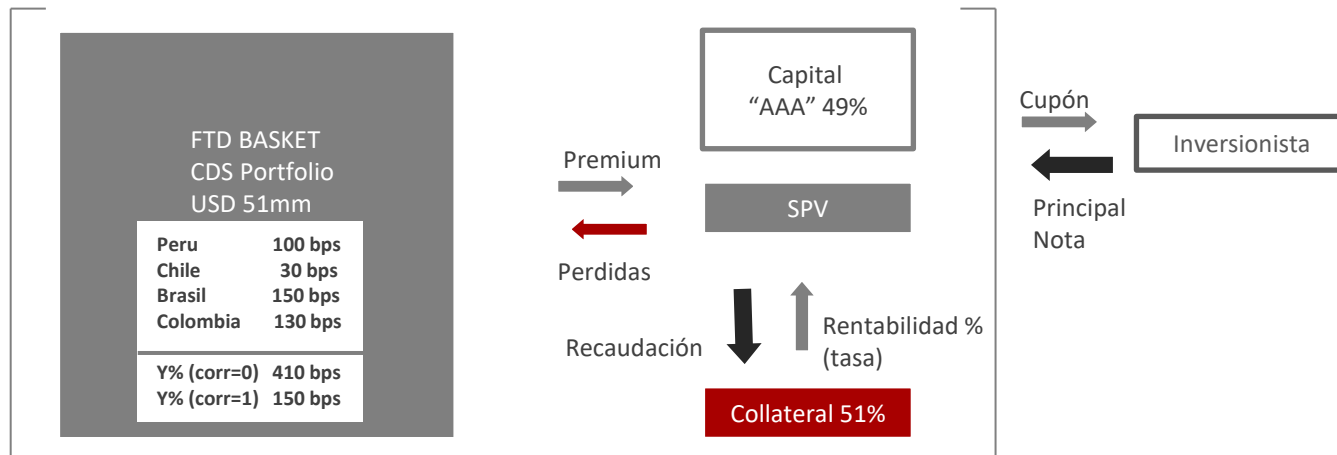 FTD BASKET
CDS Portfolio
USD 51mm
Peru 100 bps
Chile 30 bps
Brasil 150 bps
Colombia 130 bps
Y% (corr=0) 410 bps
Y% (corr=1) 150 bps
Premium
Perdidas
Capital
“AAA” 49%
SPV
Recaudación
Rentabilidad %
(tasa)
Collateral 51%
Cupón
Inversionista
Principal
Nota